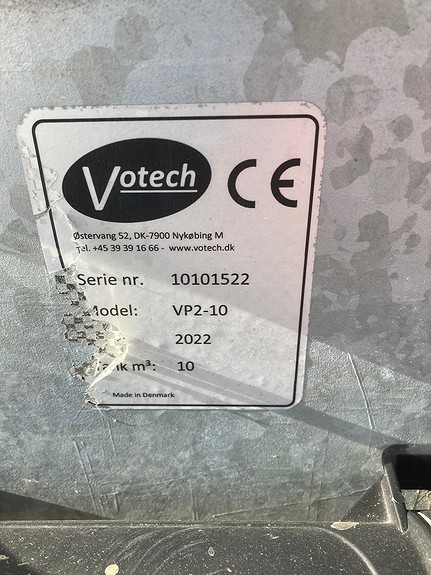 Votech CE
Østervang 52, DK-7900 Nykøbing M
Tel. +45 39 39 16 66 - www.votech.dk
Serie nr. 10101522
Model: VP2-10
2022
Tank m³: 10
Made in Denmark